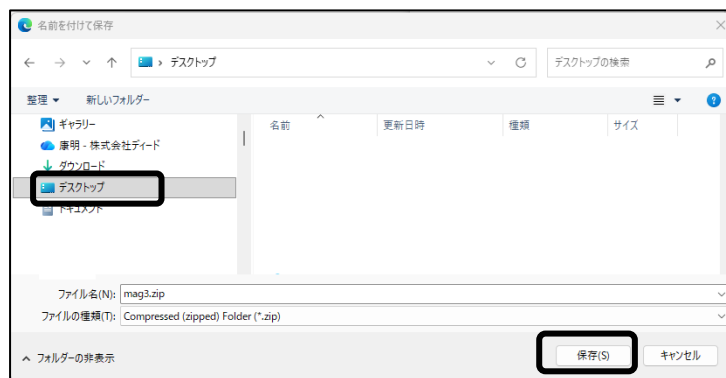 名前を付けて保存
デスクトップ
デスクトップの検索
整理 新しいフォルダー
名前 更新日時 種類 サイズ
ギャラリー
康明 - 株式会社ディード
ダウンロード
デスクトップ
ドキュメント
ファイル名(N): mag3.zip
ファイルの種類(T): Compressed (zipped) Folder (*.zip)
フォルダーの非表示 保存(S) キャンセル